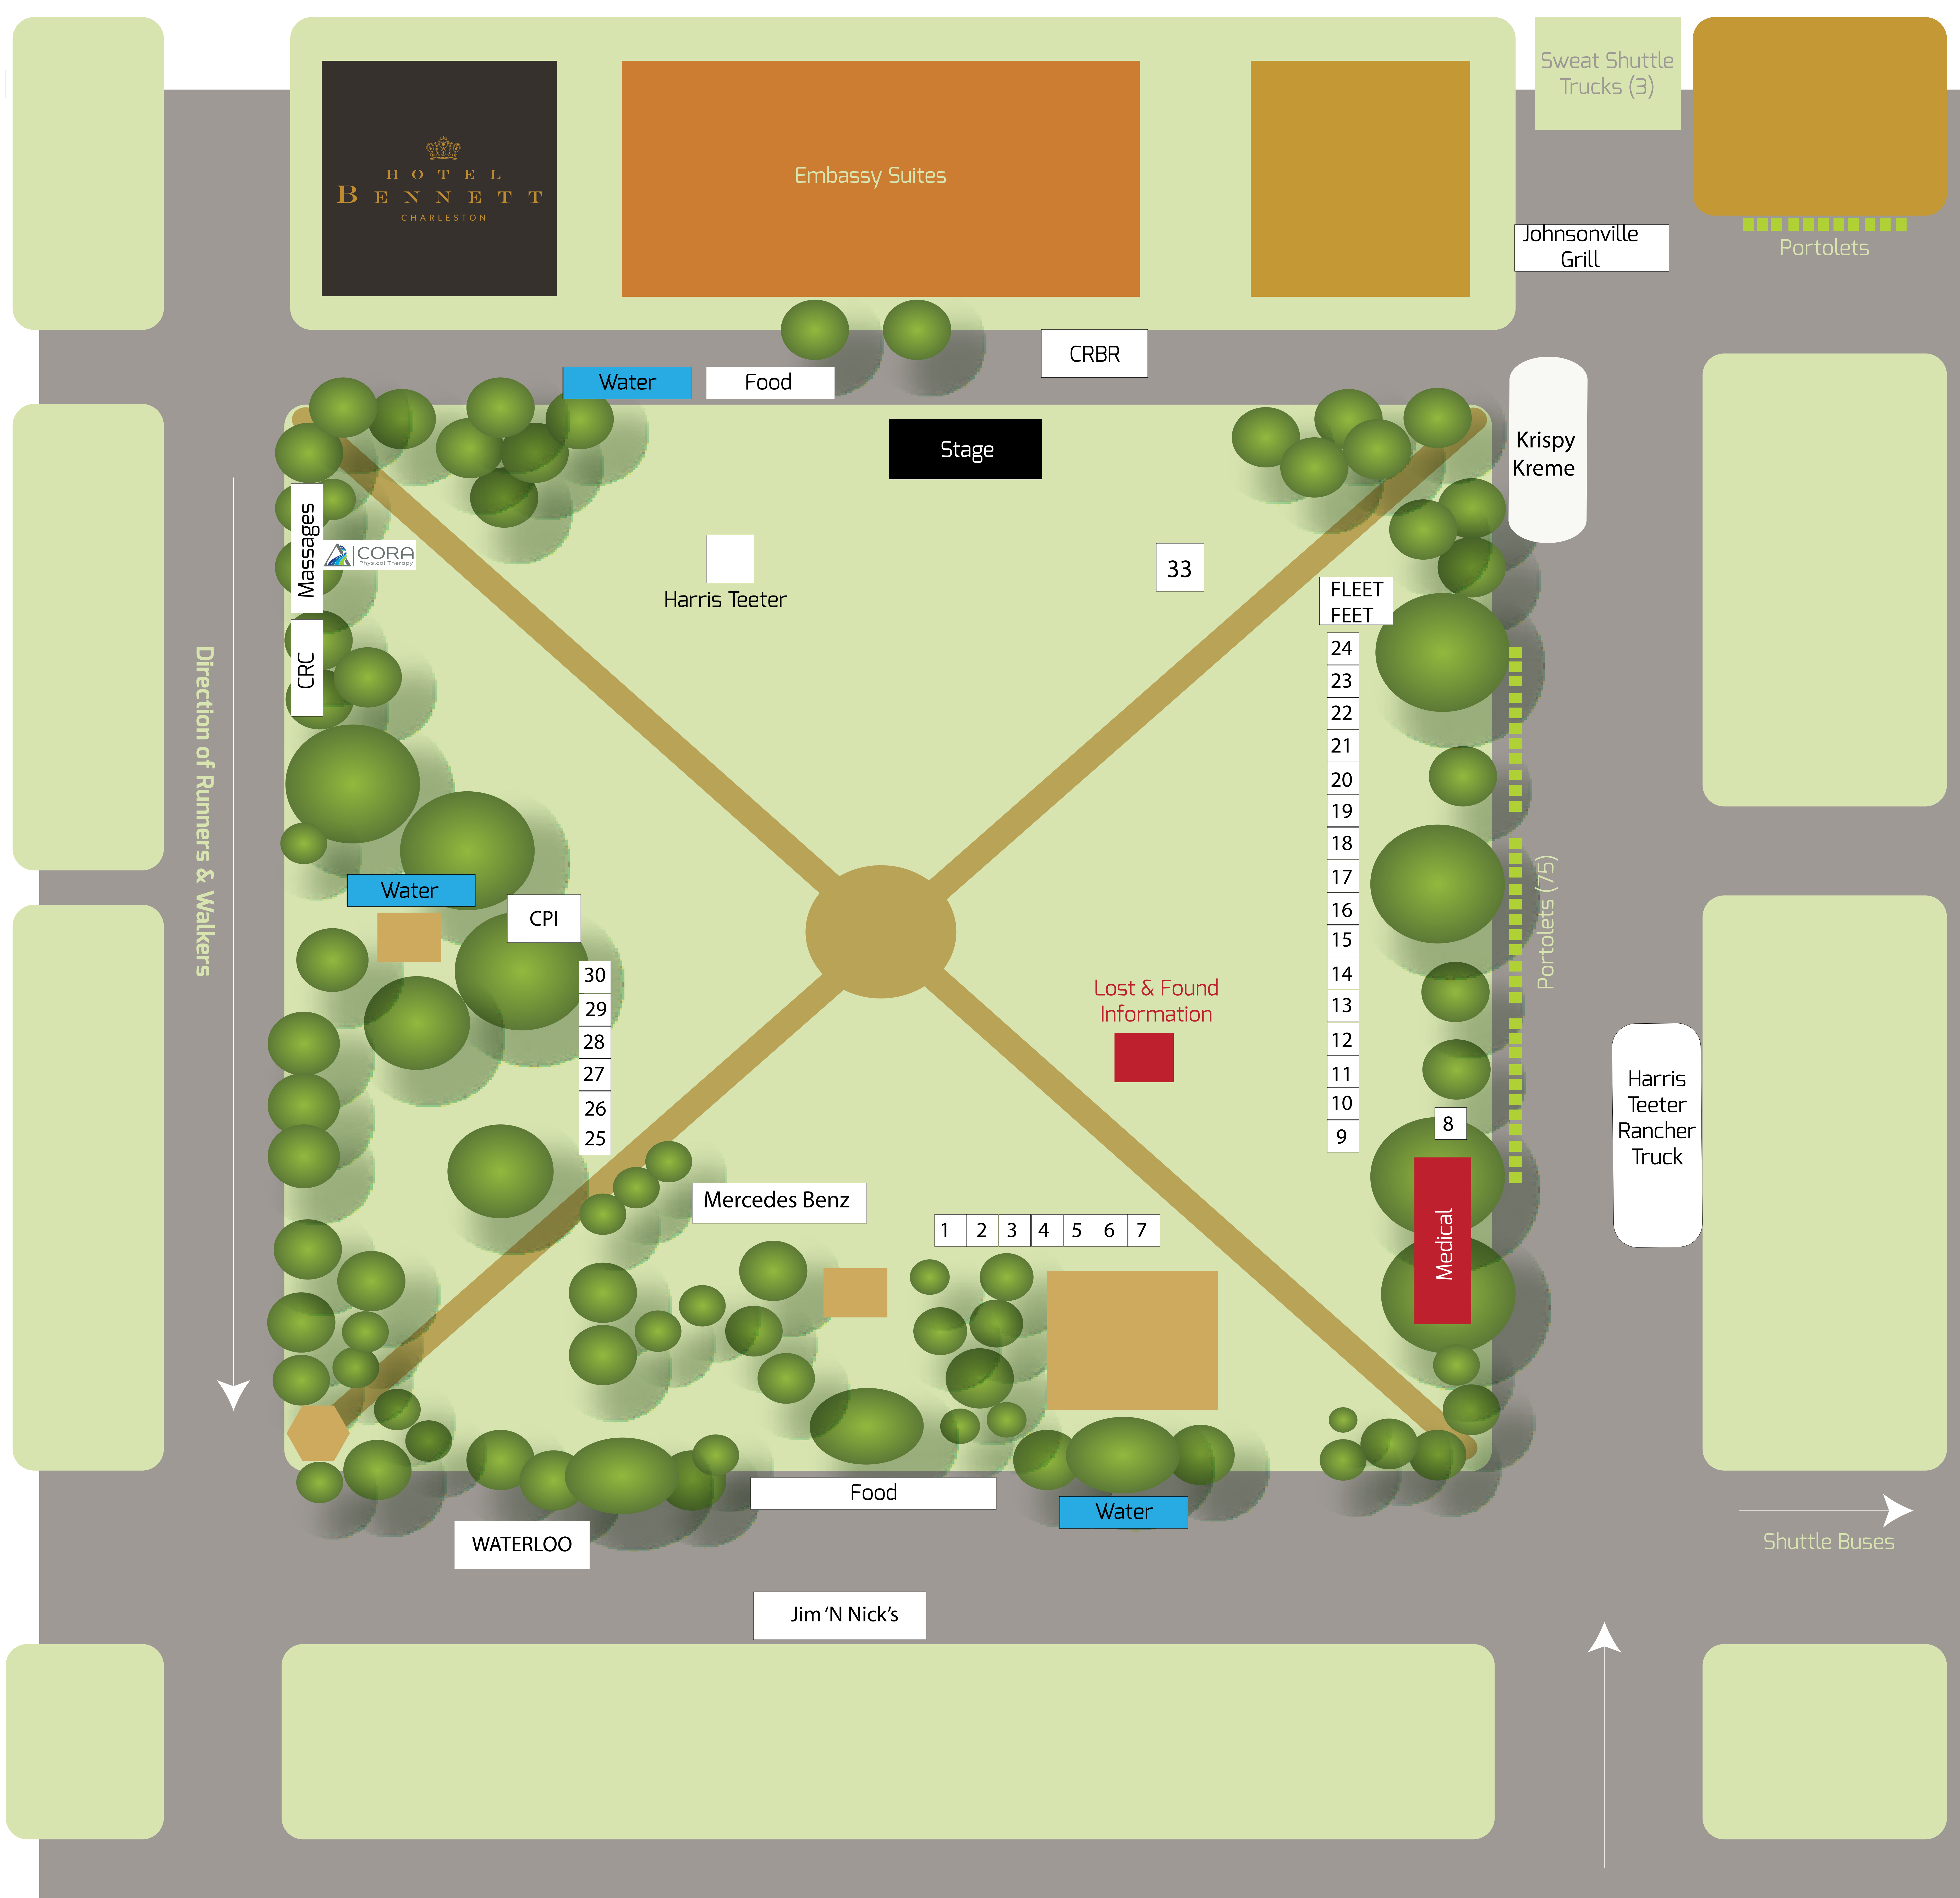 Sweat Shuttle
Trucks (3)
HOTEL
BENNETT
CHARLESTON
Embassy Suites
Johnsonville
Grill
Portolets
CRBR
Water
Food
Stage
Krispy
Kreme
Massages
CORA
Physical Therapy
33
Harris Teeter
FLEET
FEET
CRC
24
23
22
21
20
19
18
17
16
15
14
13
12
11
10
9
Direction of Runners & Walkers
Portolets (75)
Water
CPI
30
29
28
27
26
25
Lost & Found
Information
Harris
Teeter
Rancher
Truck
8
Medical
Mercedes Benz
1 2 3 4 5 6 7
Food
Water
WATERLOO
Shuttle Buses
Jim ‘N Nick’s